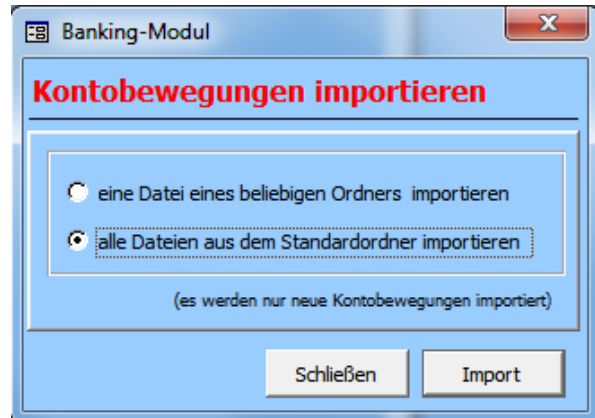 Banking-Modul
Kontobewegungen importieren
eine Datei eines beliebigen Ordners importieren
alle Dateien aus dem Standardordner importieren
(es werden nur neue Kontobewegungen importiert)
Schließen Import